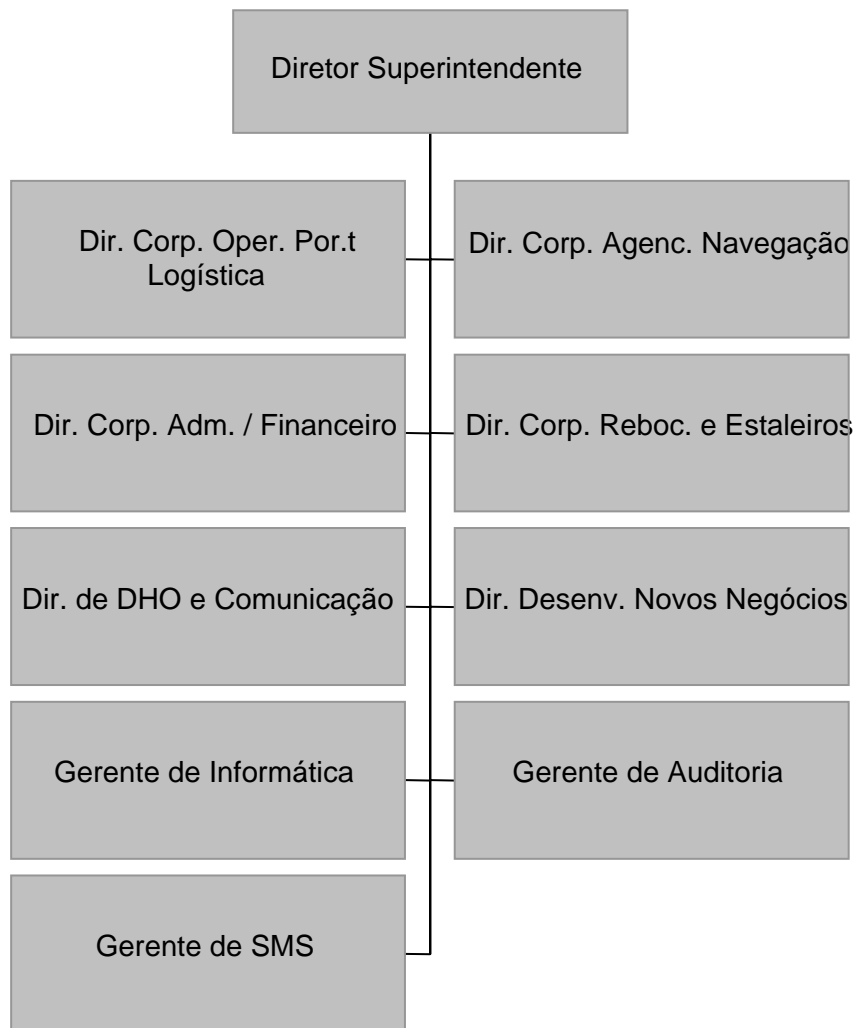 Diretor Superintendente
Dir. Corp. Oper. Por.t
Logística
Dir. Corp. Agenc. Navegação
Dir. Corp. Adm. / Financeiro
Dir. Corp. Reboc. e Estaleiros
Dir. de DHO e Comunicação
Dir. Desenv. Novos Negócios
Gerente de Informática
Gerente de Auditoria
Gerente de SMS